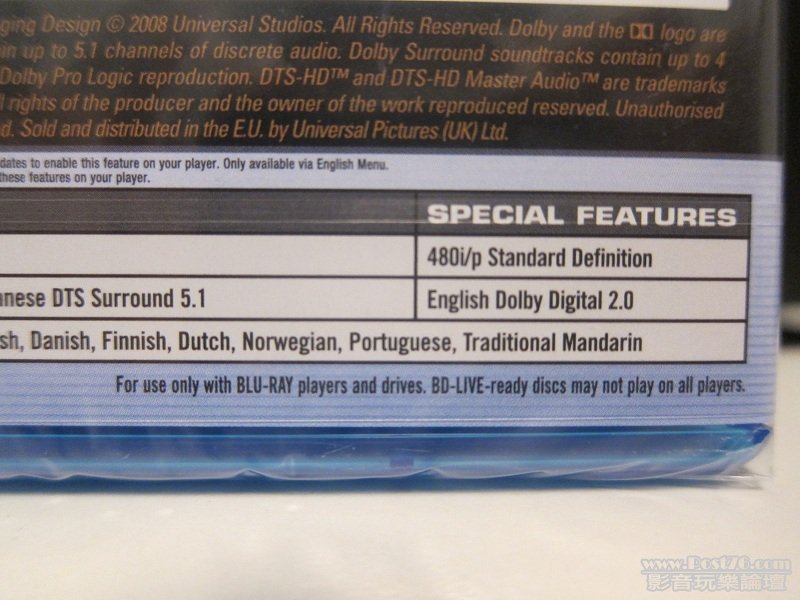 ging Design © 2008 Universal Studios. All Rights Reserved. Dolby and the logo are
in up to 5.1 channels of discrete audio. Dolby Surround soundtracks contain up to 4
Dolby Pro Logic reproduction. DTS-HD™ and DTS-HD Master Audio™ are trademarks
l rights of the producer and the owner of the work reproduced reserved. Unauthorised
d. Sold and distributed in the E.U. by Universal Pictures (UK) Ltd.
dates to enable this feature on your player. Only available via English Menu.
these features on your player.
SPECIAL FEATURES
480i/p Standard Definition
anese DTS Surround 5.1 English Dolby Digital 2.0
sh, Danish, Finnish, Dutch, Norwegian, Portuguese, Traditional Mandarin
For use only with BLU-RAY players and drives. BD-LIVE-ready discs may not play on all players.
www.Post76.com
影音玩樂論壇